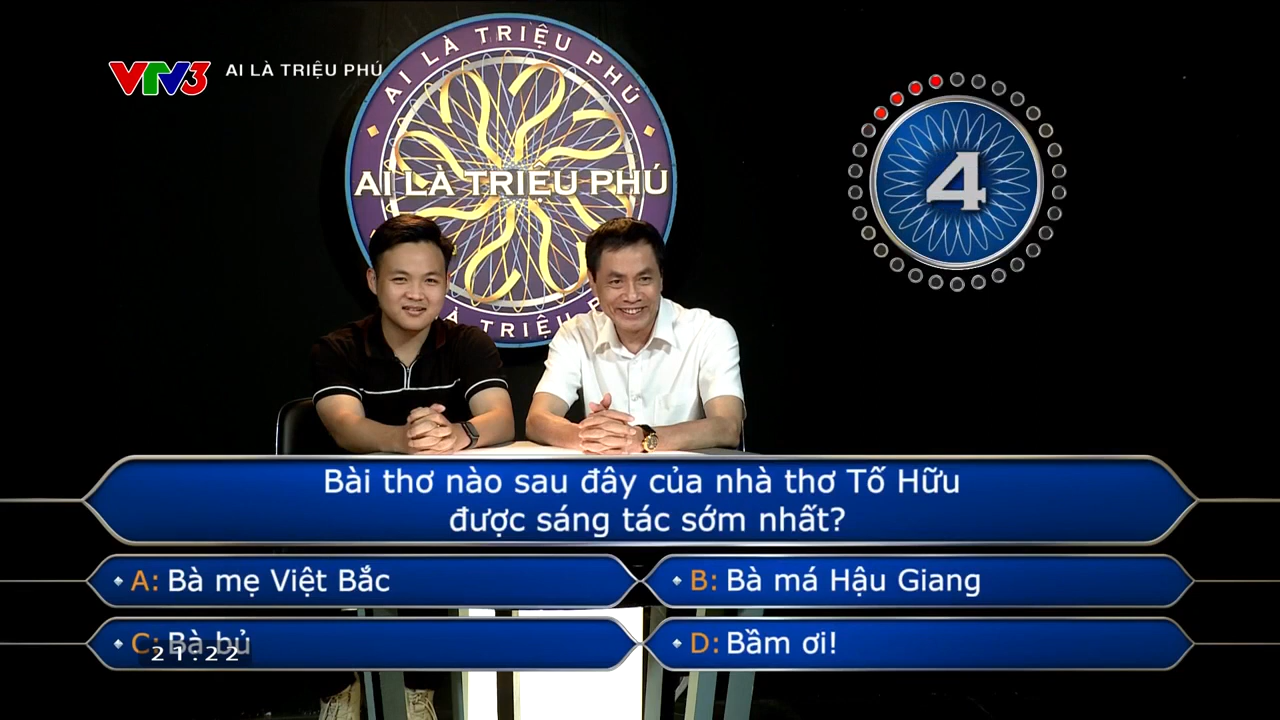 VTV3 AI LÀ TRIỆU PHÚ
AI LÀ TRIỆU PHÚ
AI LÀ TRIỆU PHÚ
LÀ TRIỆU P
4
Bài thơ nào sau đây của nhà thơ Tố Hữu
được sáng tác sớm nhất?
A: Bà mẹ Việt Bắc
B: Bà má Hậu Giang
C: Bà bủ
21:22
D: Bầm ơi!